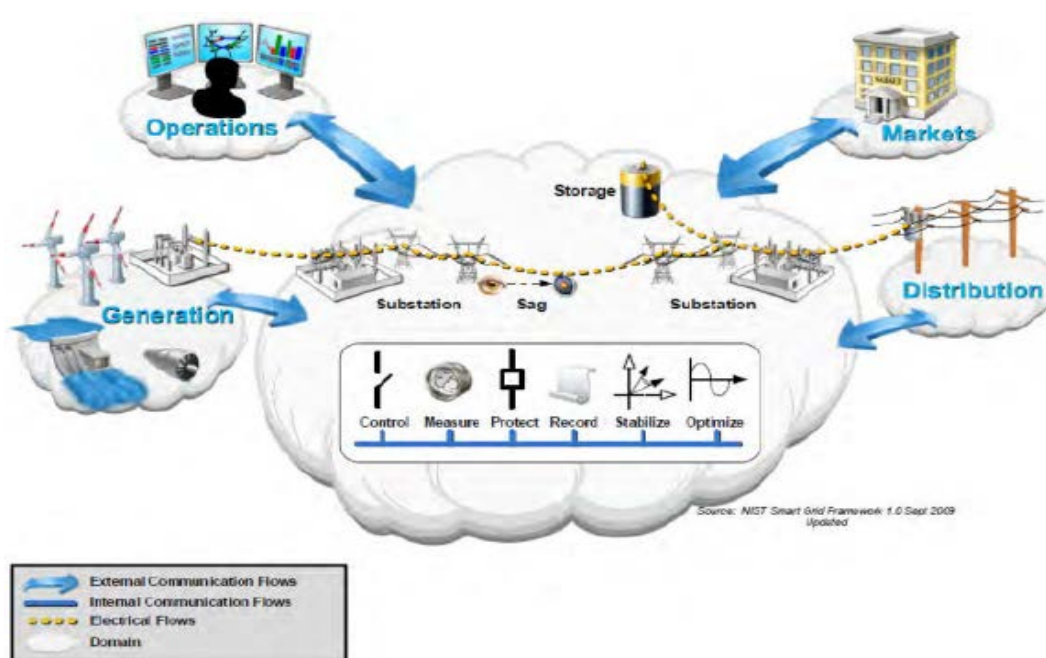 Operations
Markets
Storage
Substation
Sag
Substation
Generation
Distribution
Control
Measure
Protect
Record
Stabilize
Optimize
Source: NIST Smart Grid Framework 1.0 Sept 2009
Updated
External Communication Flows
Internal Communication Flows
Electrical Flows
Domain